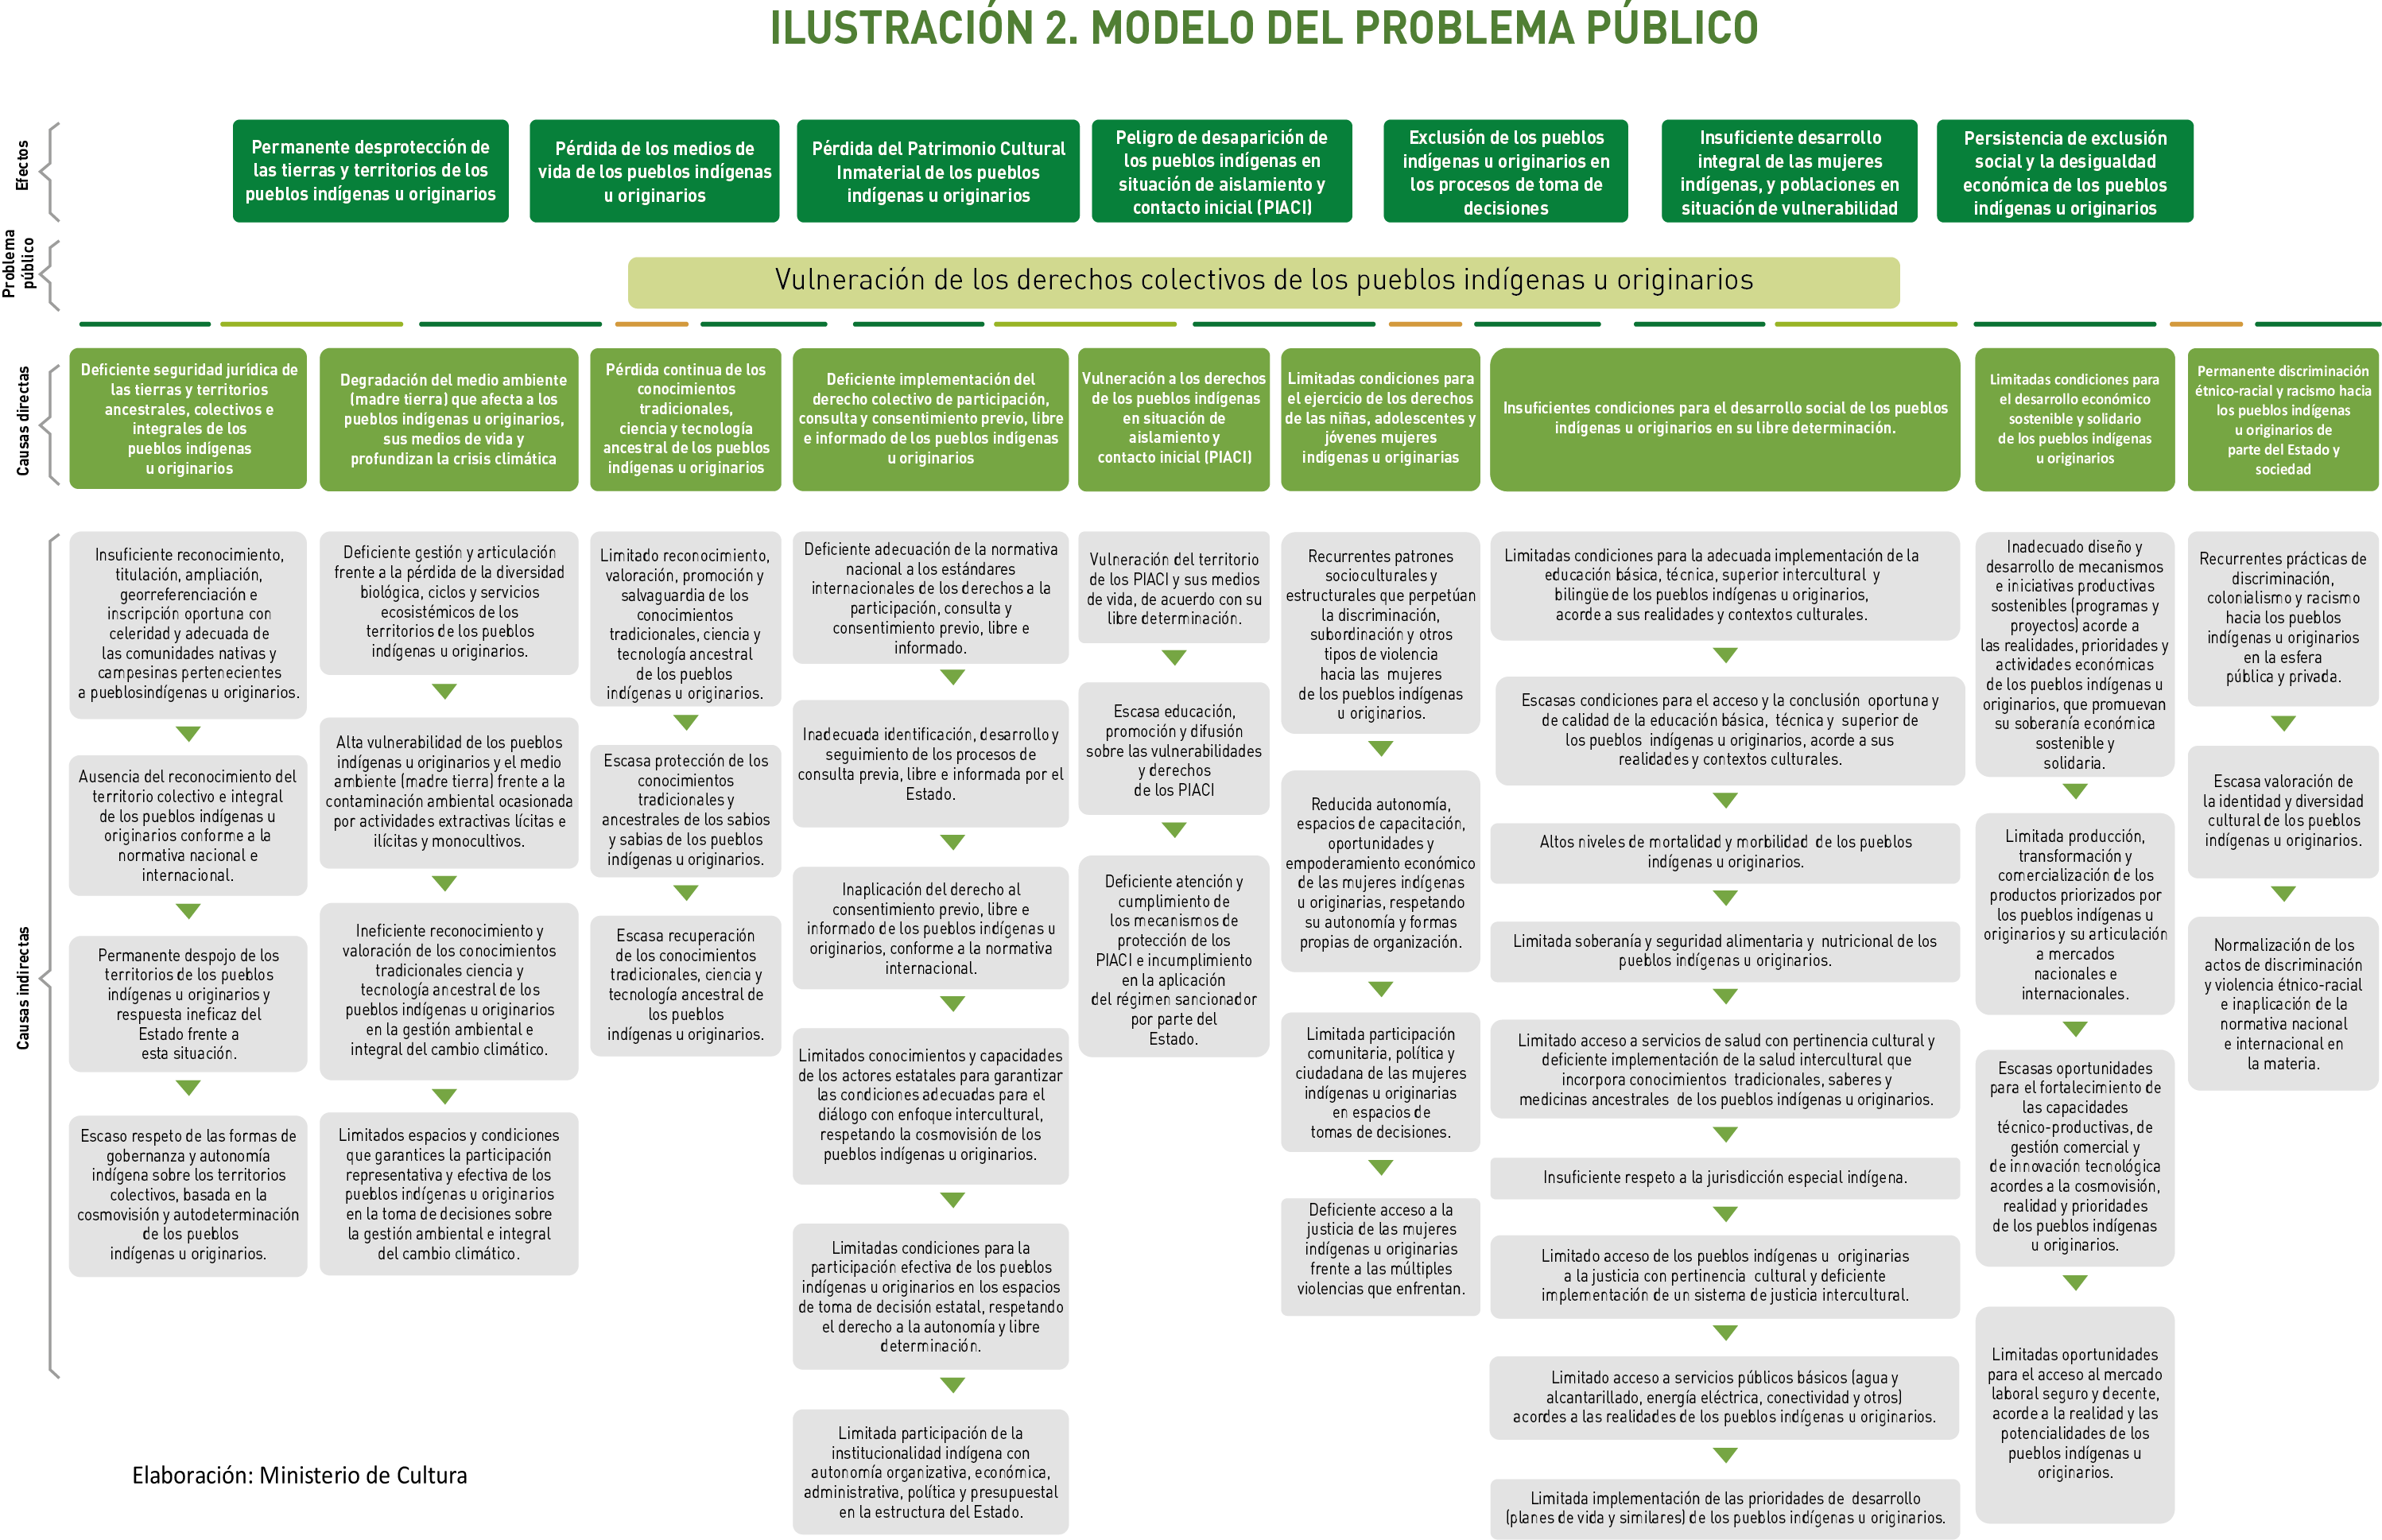 ILUSTRACIÓN 2. MODELO DEL PROBLEMA PÚBLICO
Efectos
Permanente desprotección de
las tierras y territorios de los
pueblos indígenas u originarios
Pérdida de los medios de
vida de los pueblos indígenas
u originarios
Pérdida del Patrimonio Cultural
Inmaterial de los pueblos
indígenas u originarios
Peligro de desaparición de
los pueblos indígenas en
situación de aislamiento y
contacto inicial (PIACI)
Exclusión de los pueblos
indígenas u originarios en
los procesos de toma de
decisiones
Insuficiente desarrollo
integral de las mujeres
indígenas, y poblaciones en
situación de vulnerabilidad
Persistencia de exclusión
social y la desigualdad
económica de los pueblos
indígenas u originarios
Problema
público
Vulneración de los derechos colectivos de los pueblos indígenas u originarios
Causas directas
Deficiente seguridad jurídica de
las tierras y territorios
ancestrales, colectivos e
integrales de los
pueblos indígenas
u originarios
Degradación del medio ambiente
(madre tierra) que afecta a los
pueblos indígenas u originarios,
sus medios de vida y
profundizan la crisis climática
Pérdida continua de los
conocimientos
tradicionales,
ciencia y tecnología
ancestral de los pueblos
indígenas u originarios
Deficiente implementación del
derecho colectivo de participación,
consulta y consentimiento previo, libre
e informado de los pueblos indígenas
u originarios
Vulneración a los derechos
de los pueblos indígenas
en situación de
aislamiento y
contacto inicial (PIACI)
Limitadas condiciones para
el ejercicio de los derechos
de las niñas, adolescentes y
jóvenes mujeres
indígenas u originarias
Insuficientes condiciones para el desarrollo social de los pueblos
indígenas u originarios en su libre determinación.
Limitadas condiciones para
el desarrollo económico
sostenible y solidario
de los pueblos indígenas
u originarios
Permanente discriminación
étnico-racial y racismo hacia
los pueblos indígenas
u originarios de
parte del Estado y
sociedad
Causas indirectas
Insuficiente reconocimiento,
titulación, ampliación,
georreferenciación e
inscripción oportuna con
celeridad y adecuada de
las comunidades nativas y
campesinas pertenecientes
a pueblosindígenas u originarios.
Ausencia del reconocimiento del
territorio colectivo e integral
de los pueblos indígenas u
originarios conforme a la
normativa nacional e
internacional.
Permanente despojo de los
territorios de los pueblos
indígenas u originarios y
respuesta ineficaz del
Estado frente a
esta situación.
Escaso respeto de las formas de
gobernanza y autonomía
indígena sobre los territorios
colectivos, basada en la
cosmovisión y autodeterminación
de los pueblos
indígenas u originarios.
Deficiente gestión y articulación
frente a la pérdida de la diversidad
biológica, ciclos y servicios
ecosistémicos de los
territorios de los pueblos
indígenas u originarios.
Alta vulnerabilidad de los pueblos
indígenas u originarios y el medio
ambiente (madre tierra) frente a la
contaminación ambiental ocasionada
por actividades extractivas lícitas e
ilícitas y monocultivos.
Ineficiente reconocimiento y
valoración de los conocimientos
tradicionales ciencia y
tecnología ancestral de los
pueblos indígenas u originarios
en la gestión ambiental e
integral del cambio climático.
Limitados espacios y condiciones
que garantices la participación
representativa y efectiva de los
pueblos indígenas u originarios
en la toma de decisiones sobre
la gestión ambiental e integral
del cambio climático.
Limitado reconocimiento,
valoración, promoción y
salvaguardia de los
conocimientos
tradicionales, ciencia y
tecnología ancestral
de los pueblos
indígenas u originarios.
Escasa protección de los
conocimientos
tradicionales y
ancestrales de los sabios
y sabias de los pueblos
indígenas u originarios.
Escasa recuperación
de los conocimientos
tradicionales, ciencia y
tecnología ancestral de
los pueblos
indígenas u originarios.
Deficiente adecuación de la normativa
nacional a los estándares
internacionales de los derechos a la
participación, consulta y
consentimiento previo, libre e
informado.
Inadecuada identificación, desarrollo y
seguimiento de los procesos de
consulta previa, libre e informada por el
Estado.
Inaplicación del derecho al
consentimiento previo, libre e
informado de los pueblos indígenas u
originarios, conforme a la normativa
internacional.
Limitados conocimientos y capacidades
de los actores estatales para garantizar
las condiciones adecuadas para el
diálogo con enfoque intercultural,
respetando la cosmovisión de los
pueblos indígenas u originarios.
Limitadas condiciones para la
participación efectiva de los pueblos
indígenas u originarios en los espacios
de toma de decisión estatal, respetando
el derecho a la autonomía y libre
determinación.
Limitada participación de la
institucionalidad indígena con
autonomía organizativa, económica,
administrativa, política y presupuestal
en la estructura del Estado.
Vulneración del territorio
de los PIACI y sus medios
de vida, de acuerdo con su
libre determinación.
Escasa educación,
promoción y difusión
sobre las vulnerabilidades
y derechos
de los PIACI
Deficiente atención y
cumplimiento de
los mecanismos de
protección de los
PIACI e incumplimiento
en la aplicación
del régimen sancionador
por parte del
Estado.
Recurrentes patrones
socioculturales y
estructurales que perpetúan
la discriminación,
subordinación y otros
tipos de violencia
hacia las mujeres
de los pueblos indígenas
u originarios.
Reducida autonomía,
espacios de capacitación,
oportunidades y
empoderamiento económico
de las mujeres indígenas
u originarias, respetando
su autonomía y formas
propias de organización.
Limitada participación
comunitaria, política y
ciudadana de las mujeres
indígenas u originarias
en espacios de
tomas de decisiones.
Deficiente acceso a la
justicia de las mujeres
indígenas u originarias
frente a las múltiples
violencias que enfrentan.
Limitadas condiciones para la adecuada implementación de la
educación básica, técnica, superior intercultural y
bilingüe de los pueblos indígenas u originarios,
acorde a sus realidades y contextos culturales.
Escasas condiciones para el acceso y la conclusión oportuna y
de calidad de la educación básica, técnica y superior de
los pueblos indígenas u originarios, acorde a sus
realidades y contextos culturales.
Altos niveles de mortalidad y morbilidad de los pueblos
indígenas u originarios.
Limitada soberanía y seguridad alimentaria y nutricional de los
pueblos indígenas u originarios.
Limitado acceso a servicios de salud con pertinencia cultural y
deficiente implementación de la salud intercultural que
incorpora conocimientos tradicionales, saberes y
medicinas ancestrales de los pueblos indígenas u originarios.
Insuficiente respeto a la jurisdicción especial indígena.
Limitado acceso de los pueblos indígenas u originarias
a la justicia con pertinencia cultural y deficiente
implementación de un sistema de justicia intercultural.
Limitado acceso a servicios públicos básicos (agua y
alcantarillado, energía eléctrica, conectividad y otros)
acordes a las realidades de los pueblos indígenas u originarios.
Limitada implementación de las prioridades de desarrollo
(planes de vida y similares) de los pueblos indígenas u originarios.
Inadecuado diseño y
desarrollo de mecanismos
e iniciativas productivas
sostenibles (programas y
proyectos) acorde a
las realidades, prioridades y
actividades económicas
de los pueblos indígenas u
originarios, que promuevan
su soberanía económica
sostenible y
solidaria.
Limitada producción,
transformación y
comercialización de los
productos priorizados por
los pueblos indígenas u
originarios y su articulación
a mercados
nacionales e
internacionales.
Escasas oportunidades
para el fortalecimiento de
las capacidades
técnico-productivas, de
gestión comercial y
de innovación tecnológica
acordes a la cosmovisión,
realidad y prioridades
de los pueblos indígenas
u originarios.
Limitadas oportunidades
para el acceso al mercado
laboral seguro y decente,
acorde a la realidad y las
potencialidades de los
pueblos indígenas u
originarios.
Recurrentes prácticas de
discriminación,
colonialismo y racismo
hacia los pueblos
indígenas u originarios
en la esfera
pública y privada.
Escasa valoración de
la identidad y diversidad
cultural de los pueblos
indígenas u originarios.
Normalización de los
actos de discriminación
y violencia étnico-racial
e inaplicación de la
normativa nacional
e internacional en
la materia.
Elaboración: Ministerio de Cultura